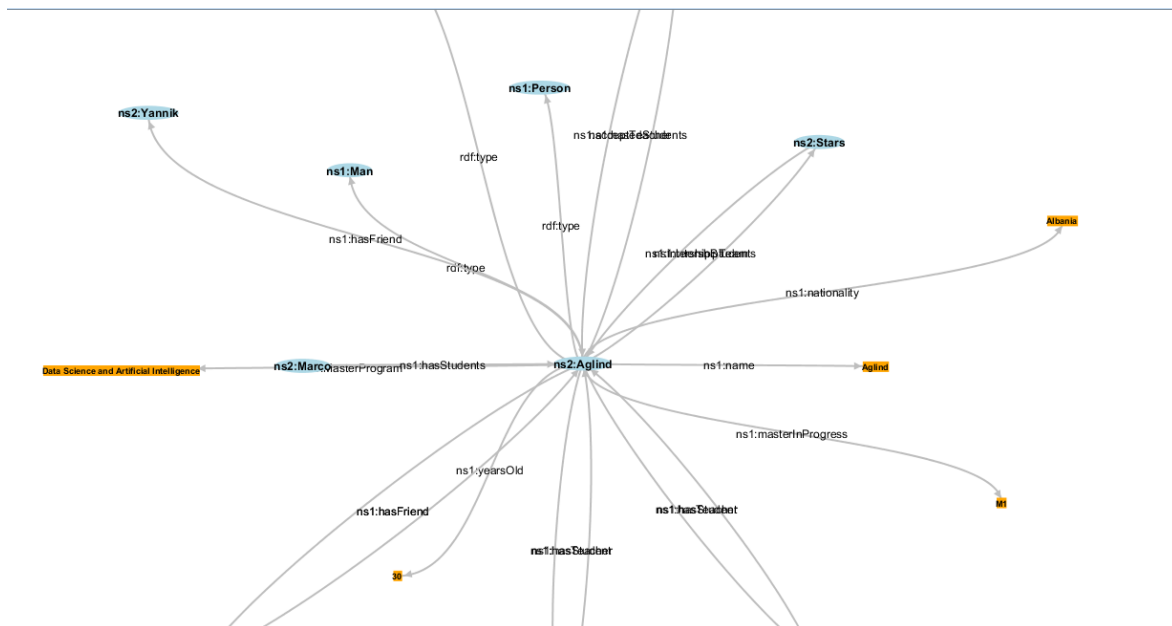 ns1:Person
ns2:Yannik
ns2:Stars
rdf:type
ns1:Man
Albania
rdf:type
ns1:hasFriend
rdf:type
ns1:nationality
ns2:Aglind
ns2:Marco
ns1:hasStudents
ns1:name
Aglind
Data Science and Artificial Intelligence
ns1:masterInProgress
ns1:yearsOld
M1
ns1:hasFriend
30